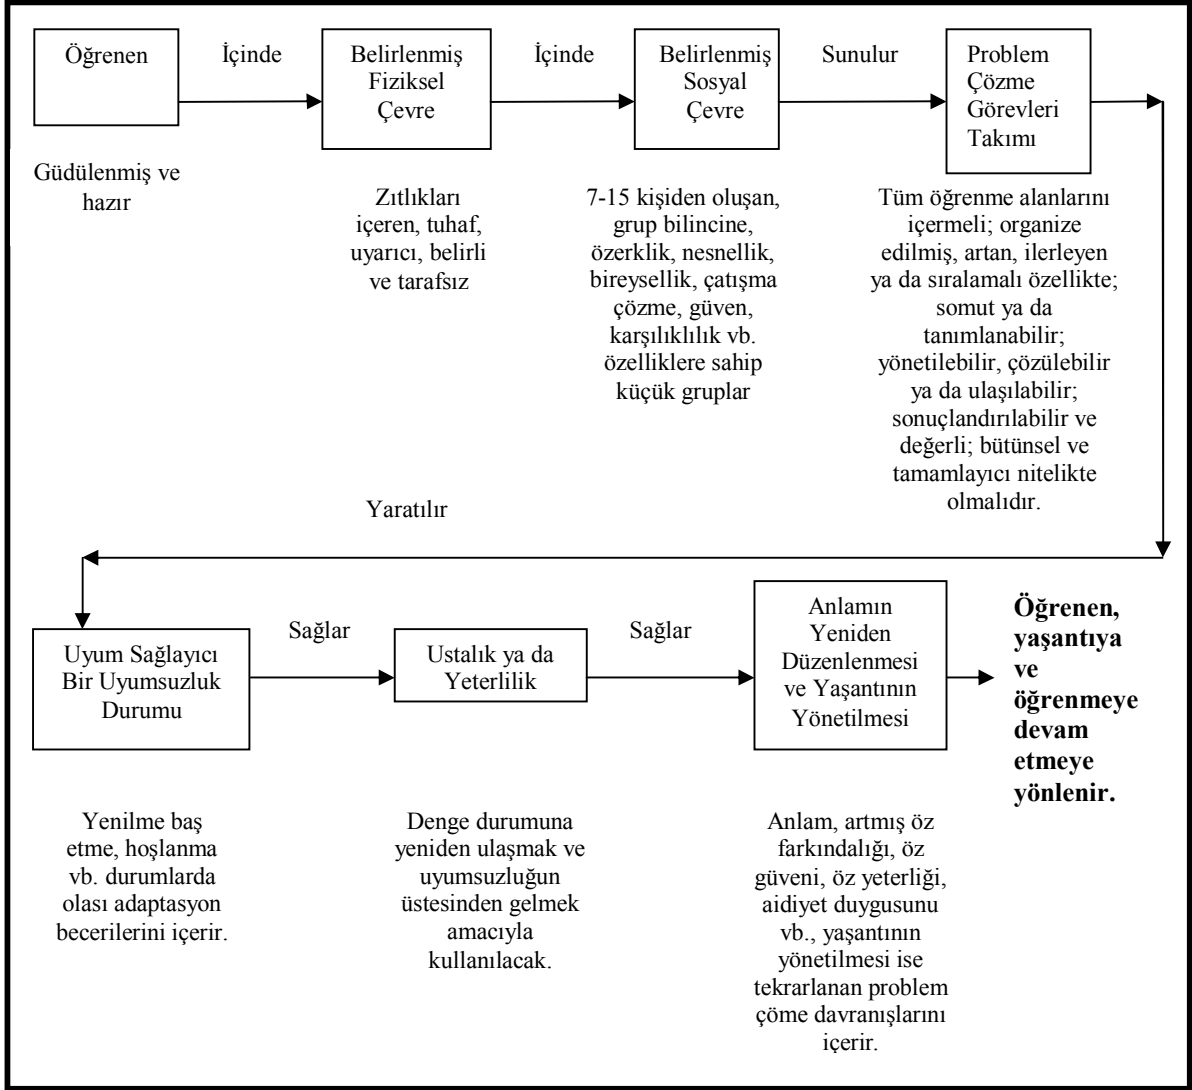 Öğrenen
İçinde
Belirlenmiş
Fiziksel
Çevre
İçinde
Belirlenmiş
Sosyal
Çevre
Sunulur
Problem
Çözme
Görevleri
Takımı
Güdülenmiş ve
hazır
Zıtlıkları
içeren, tuhaf,
uyarıcı, belirli
ve tarafsız
7-15 kişiden oluşan,
grup bilincine,
özerklik, nesnellik,
bireysellik, çatışma
çözme, güven,
karşılıklılık vb.
özelliklere sahip
küçük gruplar
Tüm öğrenme alanlarını
içermeli; organize
edilmiş, artan, ilerleyen
ya da sıralamalı özellikte;
somut ya da
tanımlanabilir;
yönetilebilir, çözülebilir
ya da ulaşılabilir;
sonuçlandırılabilir ve
değerli; bütünsel ve
tamamlayıcı nitelikte
olmalıdır.
Yaratılır
Uyum Sağlayıcı
Bir Uyumsuzluk
Durumu
Sağlar
Ustalık ya da
Yeterlilik
Sağlar
Anlamın
Yeniden
Düzenlenmesi
ve Yaşantının
Yönetilmesi
Öğrenen,
yaşantıya
ve
öğrenmeye
devam
etmeye
yönlenir.
Yenilme baş
etme, hoşlanma
vb. durumlarda
olası adaptasyon
becerilerini içerir.
Denge durumuna
yeniden ulaşmak ve
uyumsuzluğun
üstesinden gelmek
amacıyla
kullanılacak.
Anlam, artmış öz
farkındalığı, öz
güveni, öz yeterliği,
aidiyet duygusunu
vb., yaşantının
yönetilmesi ise
tekrarlanan problem
çöme davranışlarını
içerir.